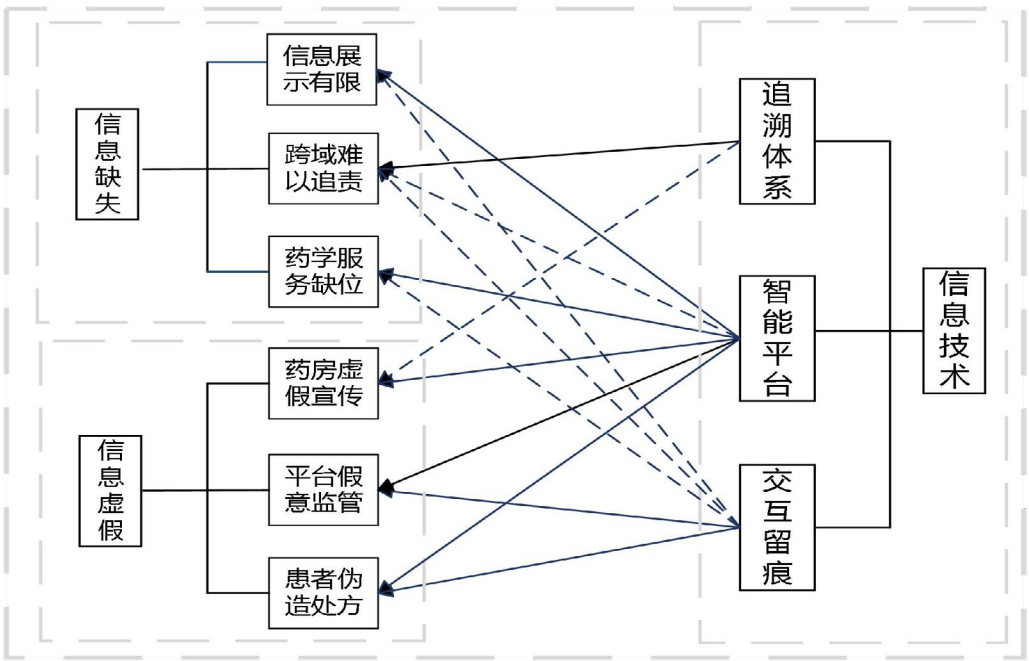 信息缺失
信息展
示有限
跨域难
以追责
药学服
务缺位
信息虚假
药房虚
假宣传
平台假
意监管
患者伪
造处方
追溯体系
智能平台
交互留痕
信息技术